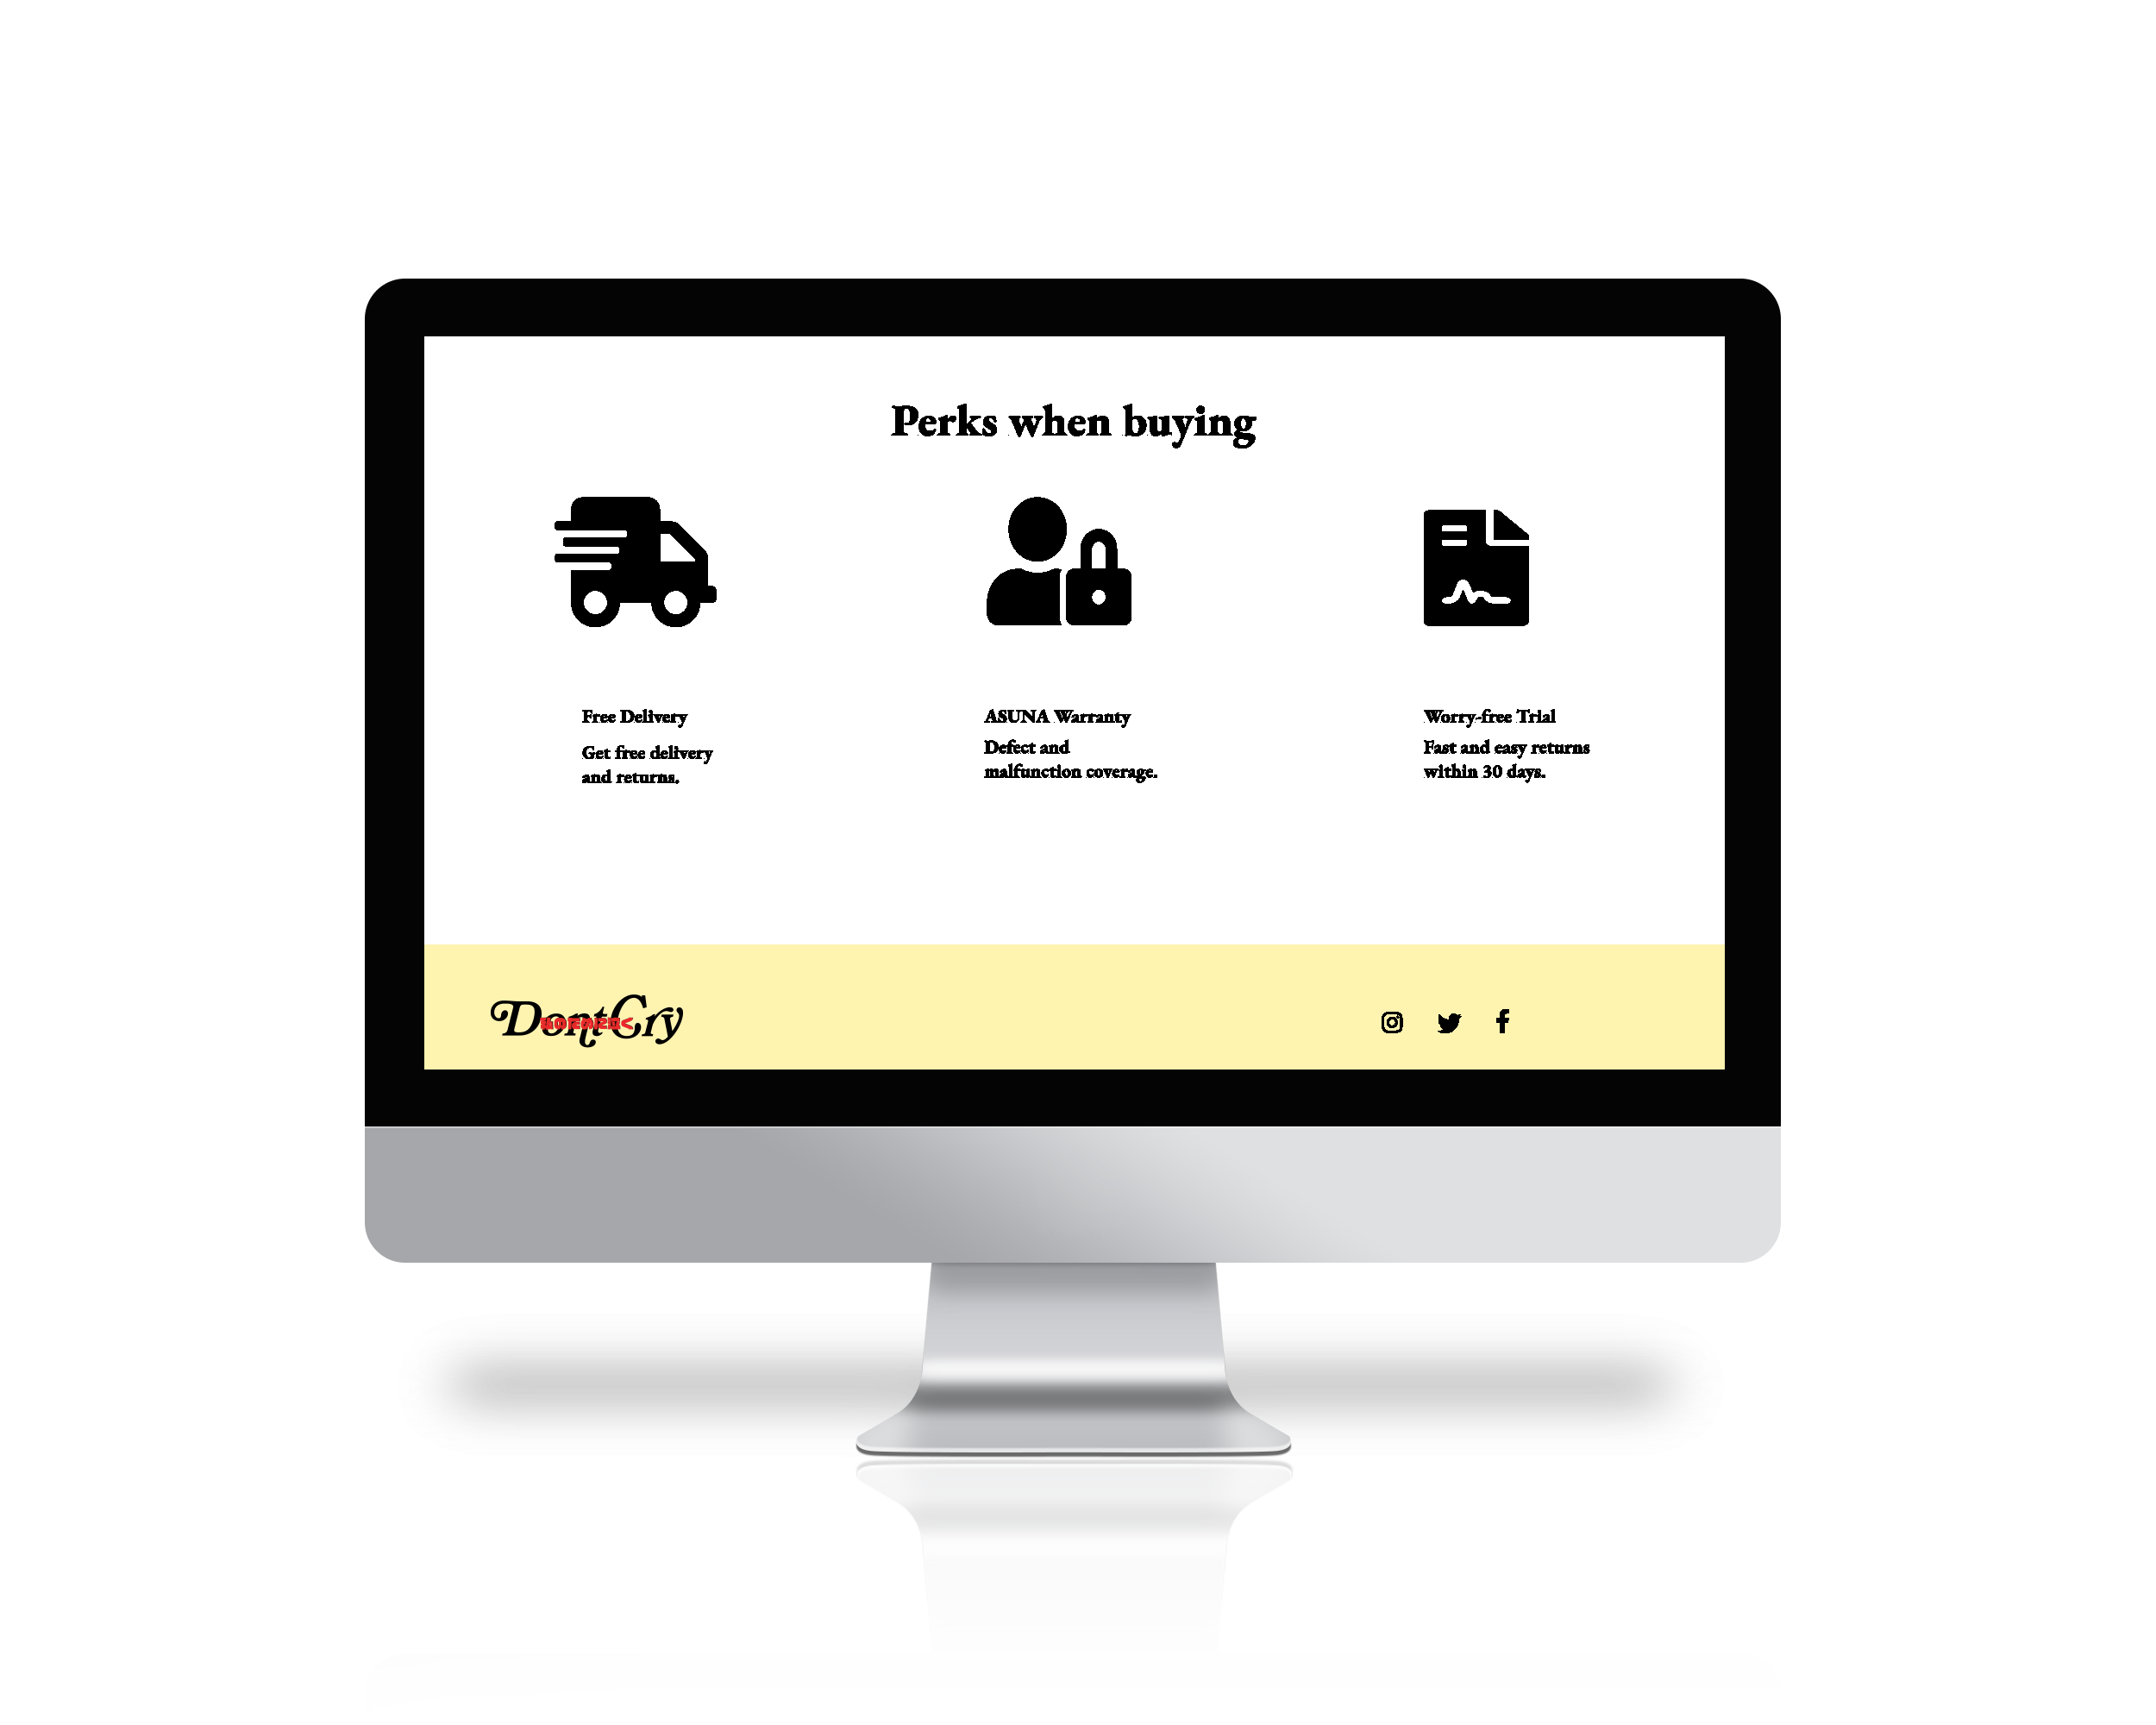 Perks when buying
Free Delivery
Get free delivery
and returns.
ASUNA Warranty
Defect and
malfunction coverage.
Worry-free Trial
Fast and easy returns
within 30 days.
DontCry